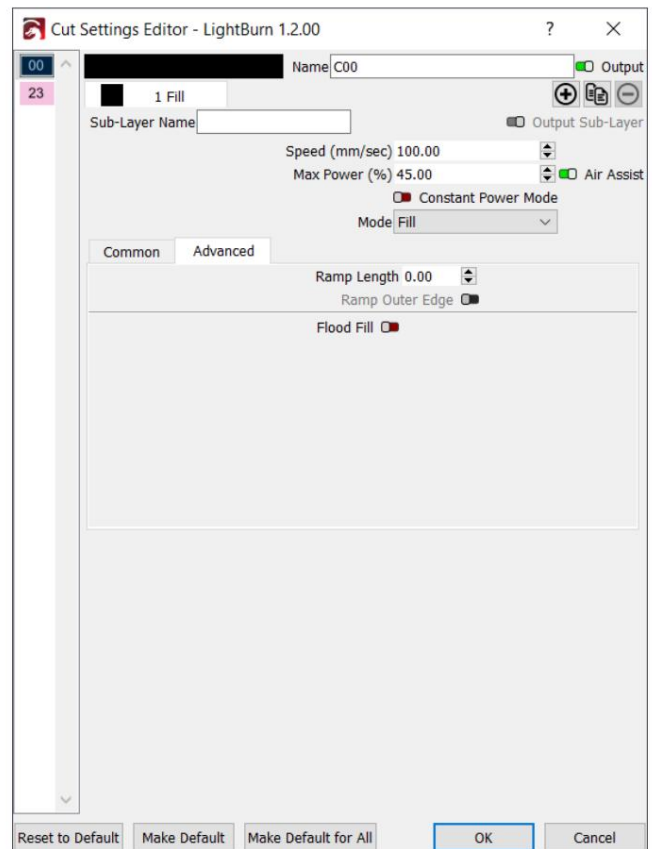 Cut Settings Editor - LightBurn 1.2.00 ? ×
00 Name C00 Output
23 1 Fill
Sub-Layer Name Output Sub-Layer
Speed (mm/sec) 100.00
Max Power (%) 45.00 Air Assist
Constant Power Mode
Mode Fill
Common Advanced
Ramp Length 0.00
Ramp Outer Edge
Flood Fill
Reset to Default Make Default Make Default for All OK Cancel